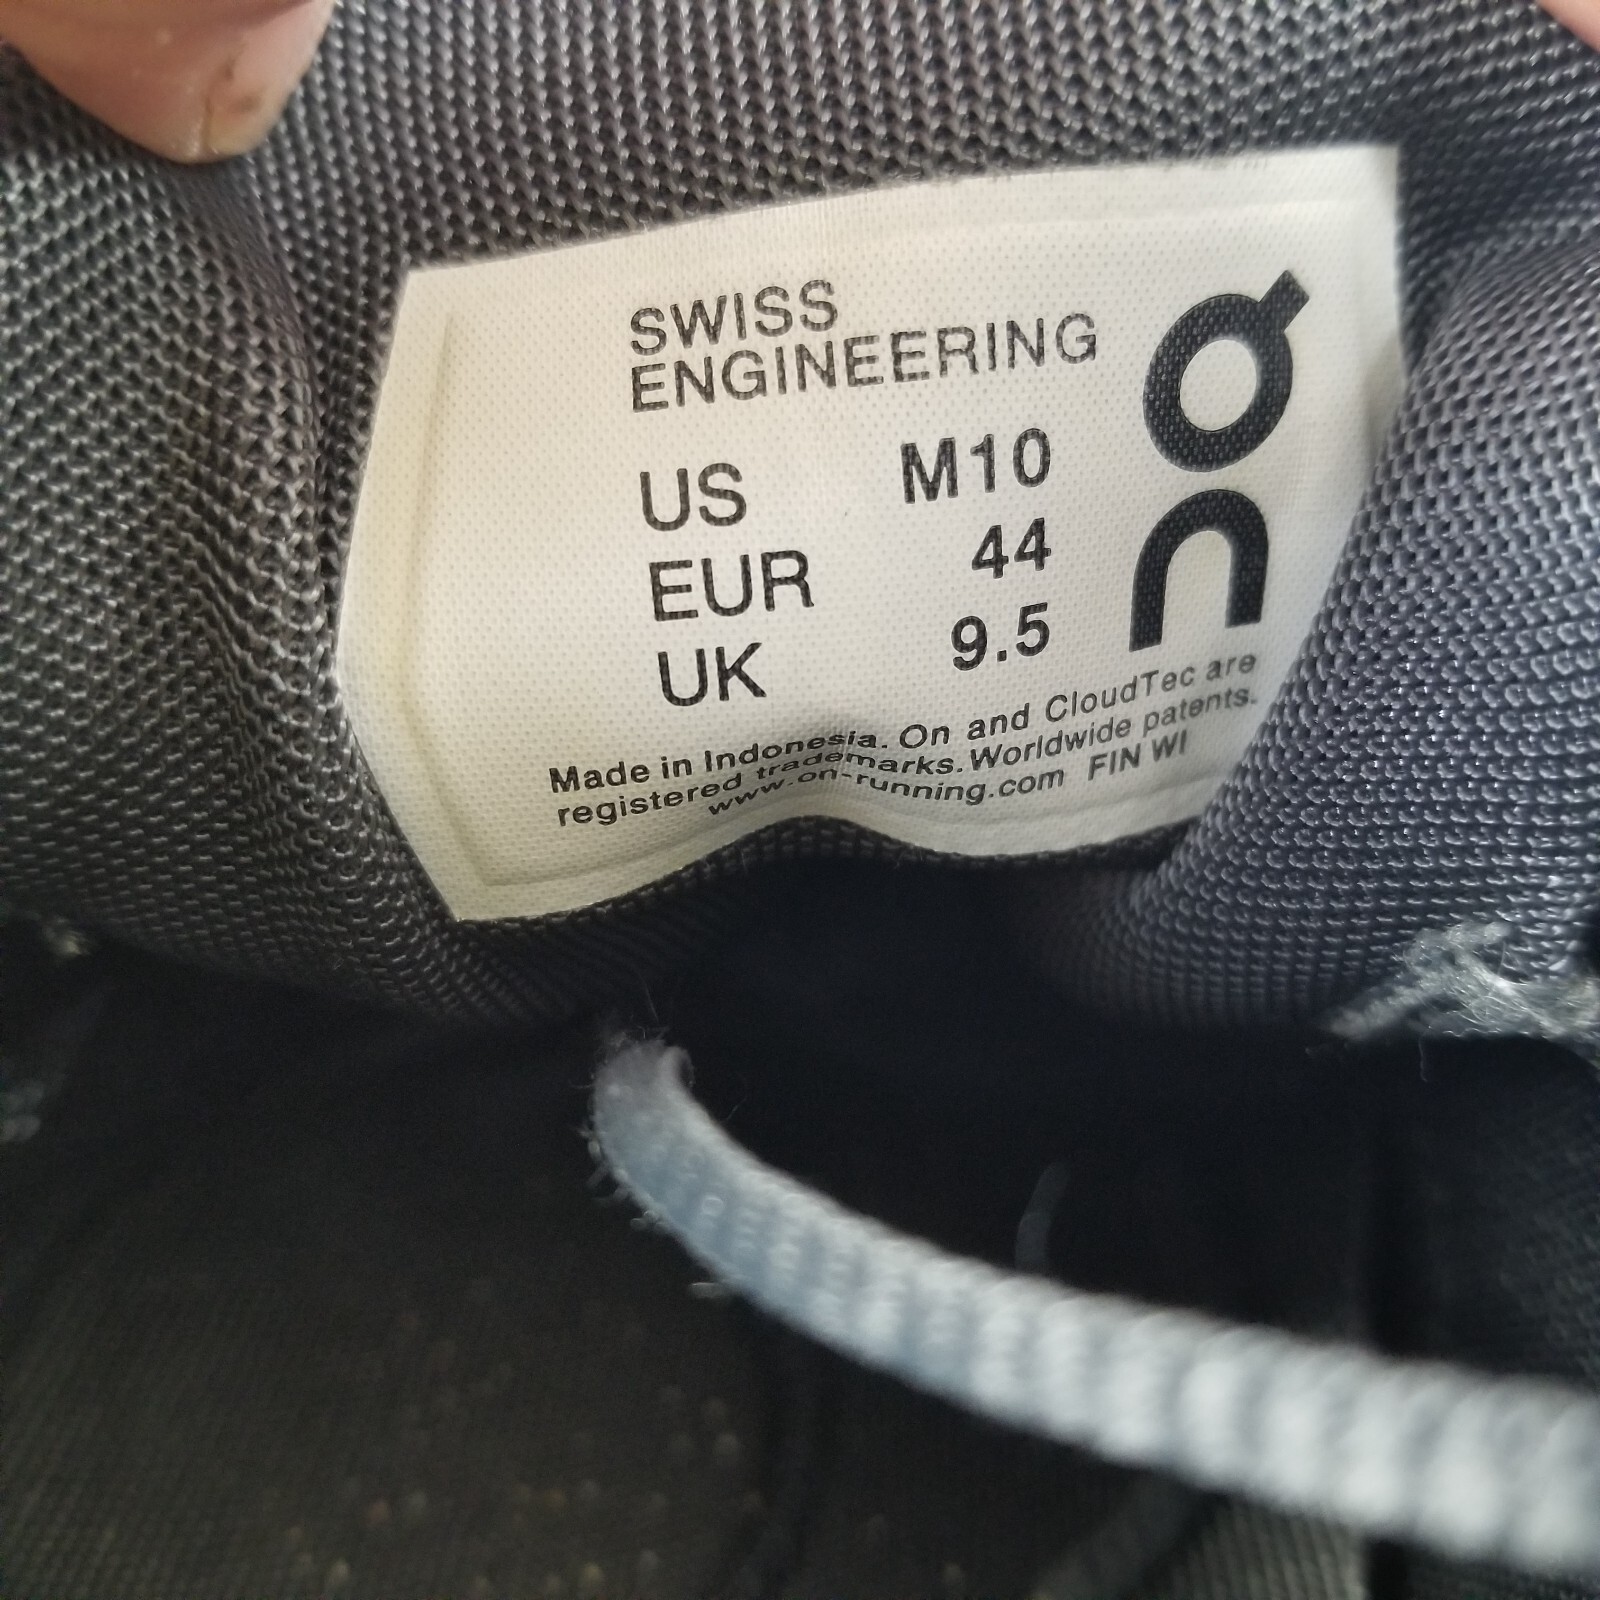 SWISS
ENGINEERING
US M10
EUR 44
UK 9.5
On
Made in Indonesia. On and CloudTec are
registered trademarks. Worldwide patents.
www.on-running.com FIN WI